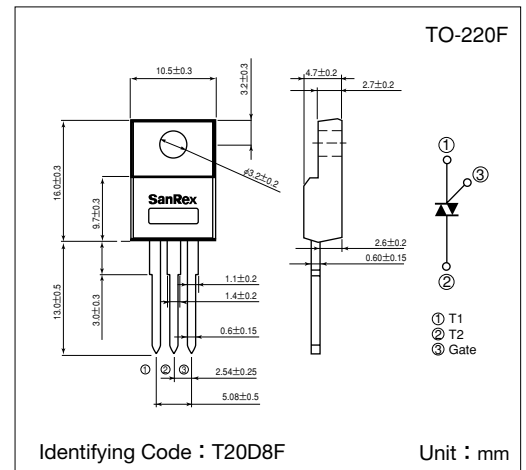 TO-220F
10.5±0.3
3.2±0.3
4.7±0.2
2.7±0.2
16.0±0.3
9.7±0.3
φ3.2±0.2
SanRex
13.0±0.5
3.0±0.3
1.1±0.2
1.4±0.2
0.6±0.15
2.6±0.2
0.60±0.15
① ② ③
2.54±0.25
5.08±0.5
①
③
②
① T1
② T2
③ Gate
Identifying Code：T20D8F
Unit：mm